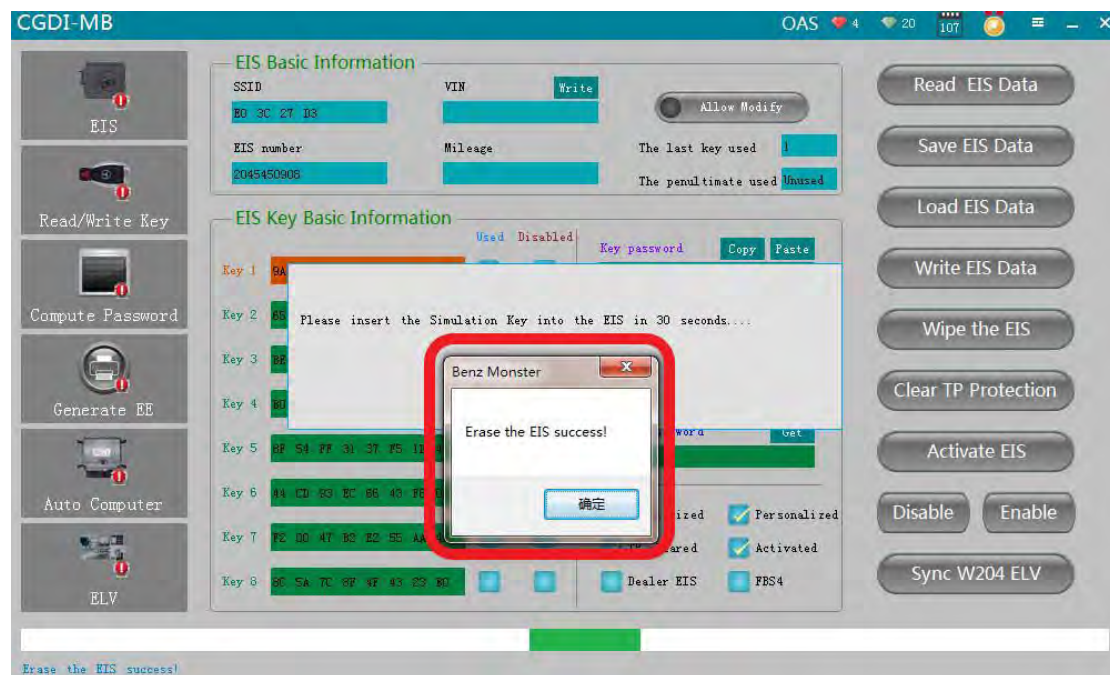 CGDI-MB
OAS 4 20 107
EIS
Read/Write Key
Compute Password
Generate EE
Auto Computer
ELV
EIS Basic Information
SSID
VIN
Write
E0 3C 27 D3
Allow Modify
EIS number
Mileage
The last key used 1
2045450908
The penultimate used Unused
EIS Key Basic Information
Used Disabled
Key password
Copy
Paste
Key 1 9A
Key 2
Key 3
Key 4
Key 5
Key 6
Key 7
Key 8
Please insert the Simulation Key into the EIS in 30 seconds....
Benz Monster
Erase the EIS success!
确定
Get
Personalized
Activated
Dealer EIS
FBS4
Read EIS Data
Save EIS Data
Load EIS Data
Write EIS Data
Wipe the EIS
Clear TP Protection
Activate EIS
Disable
Enable
Sync W204 ELV
Erase the EIS success!